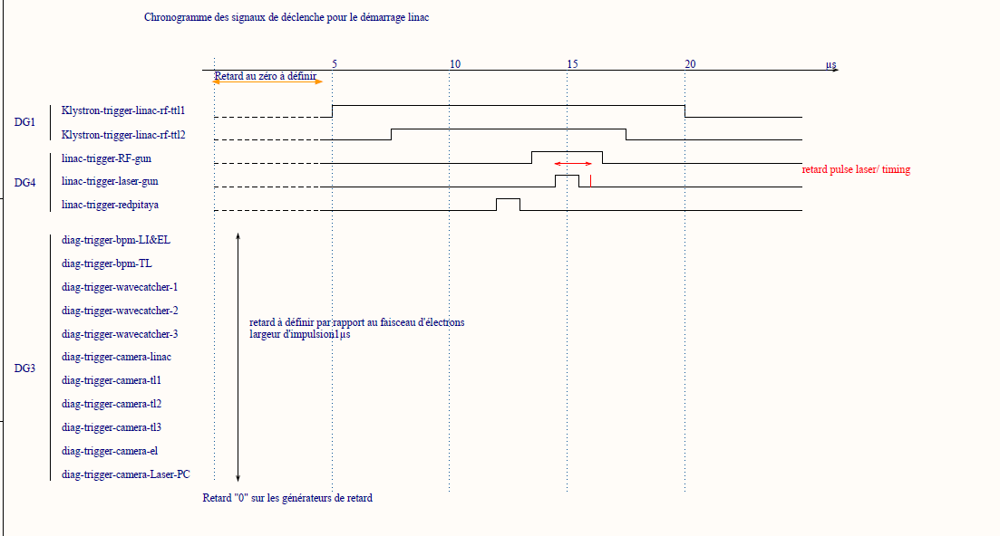 Chronogramme des signaux de déclenche pour le démarrage linac
5 10 15 20 µs
Retard au zéro à définir
DG1
Klystron-trigger-linac-rf-ttl1
Klystron-trigger-linac-rf-ttl2
DG4
linac-trigger-RF-gun
linac-trigger-laser-gun
linac-trigger-redpitaya
retard pulse laser/ timing
DG3
diag-trigger-bpm-LI&EL
diag-trigger-bpm-TL
diag-trigger-wavecatcher-1
diag-trigger-wavecatcher-2
diag-trigger-wavecatcher-3
diag-trigger-camera-linac
diag-trigger-camera-tl1
diag-trigger-camera-tl2
diag-trigger-camera-tl3
diag-trigger-camera-el
diag-trigger-camera-Laser-PC
retard à définir par rapport au faisceau d'électrons
largeur d'impulsion1µs
Retard "0" sur les générateurs de retard